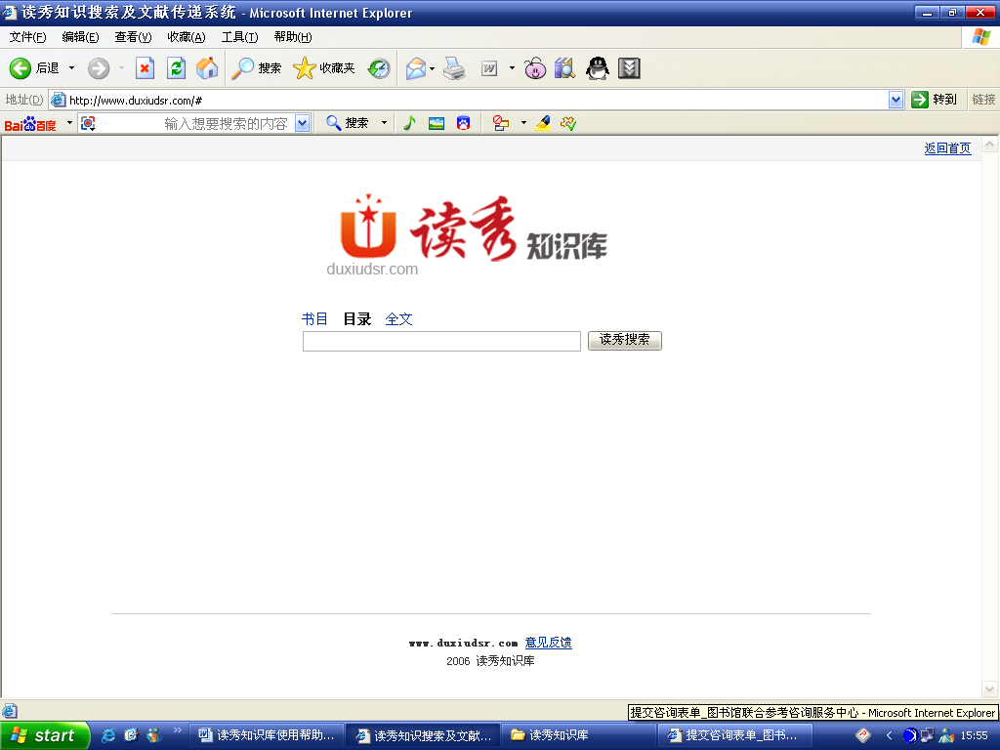 读秀知识搜索及文献传递系统 - Microsoft Internet Explorer
文件(F) 编辑(E) 查看(V) 收藏(A) 工具(T) 帮助(H)
后退 搜索 收藏夹
地址(D) http://www.duxiudsr.com/# 转到 链接
Bai百度 输入想要搜索的内容 搜索
返回首页
读秀 知识库
duxiudsr.com
书目 目录 全文
读秀搜索
www.duxiudsr.com 意见反馈
2006 读秀知识库
提交咨询表单_图书馆联合参考咨询服务中心 - Microsoft Internet Explorer
start 读秀知识库使用帮助... 读秀知识搜索及文献... 读秀知识库 提交咨询表单_图书... 15:55